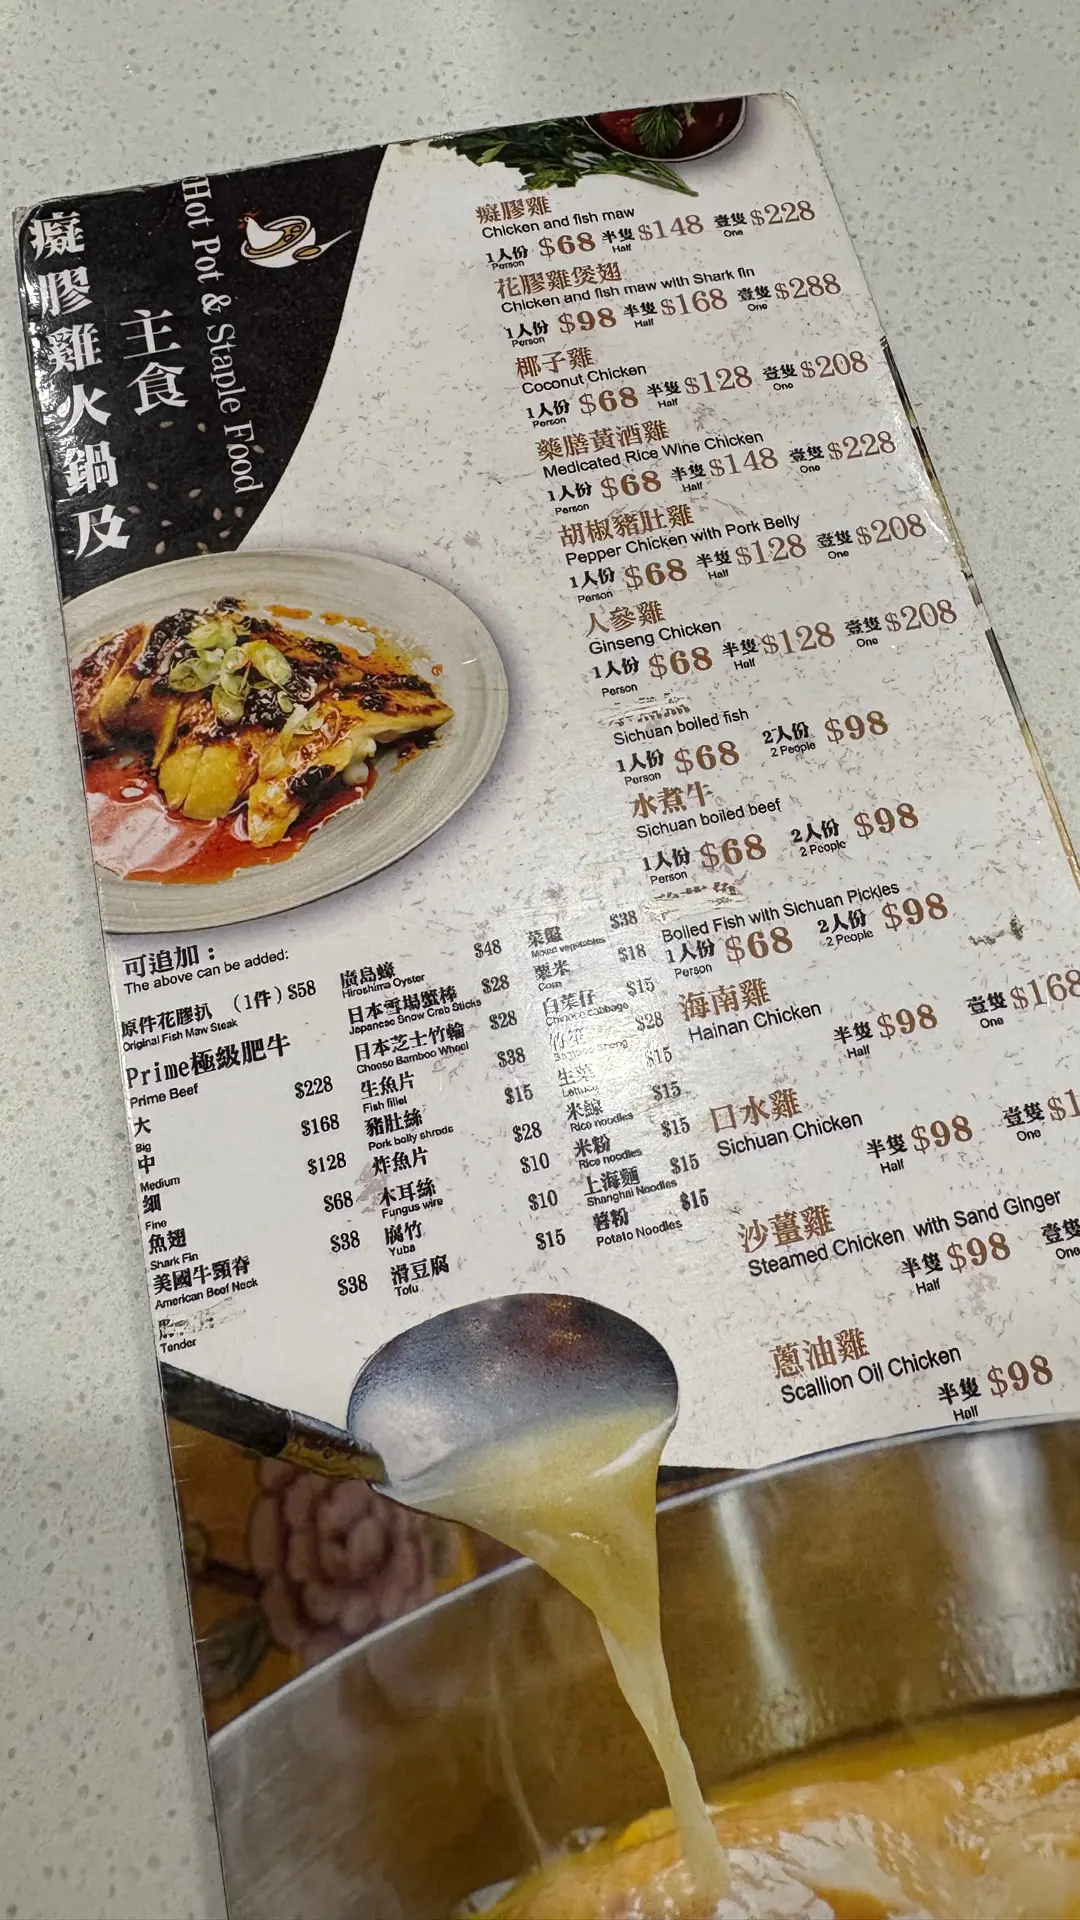 癡膠雞火鍋及
主食
Hot Pot & Staple Food
癡膠雞
Chicken and fish maw
1人份 $68 半隻 $148 壹隻 $228
Person Half One
花膠雞煲翅
Chicken and fish maw with Shark fin
1人份 $98 半隻 $168 壹隻 $288
Person Half One
椰子雞
Coconut Chicken
1人份 $68 半隻 $128 壹隻 $208
Person Half One
藥膳黃酒雞
Medicated Rice Wine Chicken
1人份 $68 半隻 $148 壹隻 $228
Person Half One
胡椒豬肚雞
Pepper Chicken with Pork Belly
1人份 $68 半隻 $128 壹隻 $208
Person Half One
人參雞
Ginseng Chicken
1人份 $68 半隻 $128 壹隻 $208
Person Half One
Sichuan boiled fish
1人份 $68 2人份 $98
Person 2 People
水煮牛
Sichuan boiled beef
1人份 $68 2人份 $98
Person 2 People
Boiled Fish with Sichuan Pickles
1人份 $68 2人份 $98
Person 2 People
海南雞
Hainan Chicken
半隻 $98 壹隻 $168
Half One
口水雞
Sichuan Chicken
半隻 $98 壹隻 $1
Half One
沙薑雞
Steamed Chicken with Sand Ginger
半隻 $98 壹隻
Half One
蔥油雞
Scallion Oil Chicken
半隻 $98
Half
可追加：
The above can be added:
原件花膠扒 （1件）$58
Original Fish Maw Steak
Prime極級肥牛
Prime Beef
大 $228
Big
中 $168
Medium
細 $128
Fine
魚翅 $68
Shark Fin
美國牛頸脊 $38
American Beef Neck
$38
Tender
廣島蠔 $48
Hiroshima Oyster
日本雪場蟹棒 $28
Japanese Snow Crab Sticks
日本芝士竹輪 $28
Cheese Bamboo Wheel
生魚片 $38
Fish fillet
豬肚絲 $15
Pork belly shreds
炸魚片 $28
木耳絲 $10
Fungus wire
腐竹 $10
Yuba
滑豆腐 $15
Tofu
菜盤 $38
Mixed vegetables
粟米 $18
Corn
白菜仔 $15
Chinese cabbage
竹笙 $28
Bamboo sheng
生菜 $15
Lettuce
米線 $15
Rice noodles
米粉 $15
Rice noodles
上海麵 $15
Shanghai Noodles
薯粉 $15
Potato Noodles